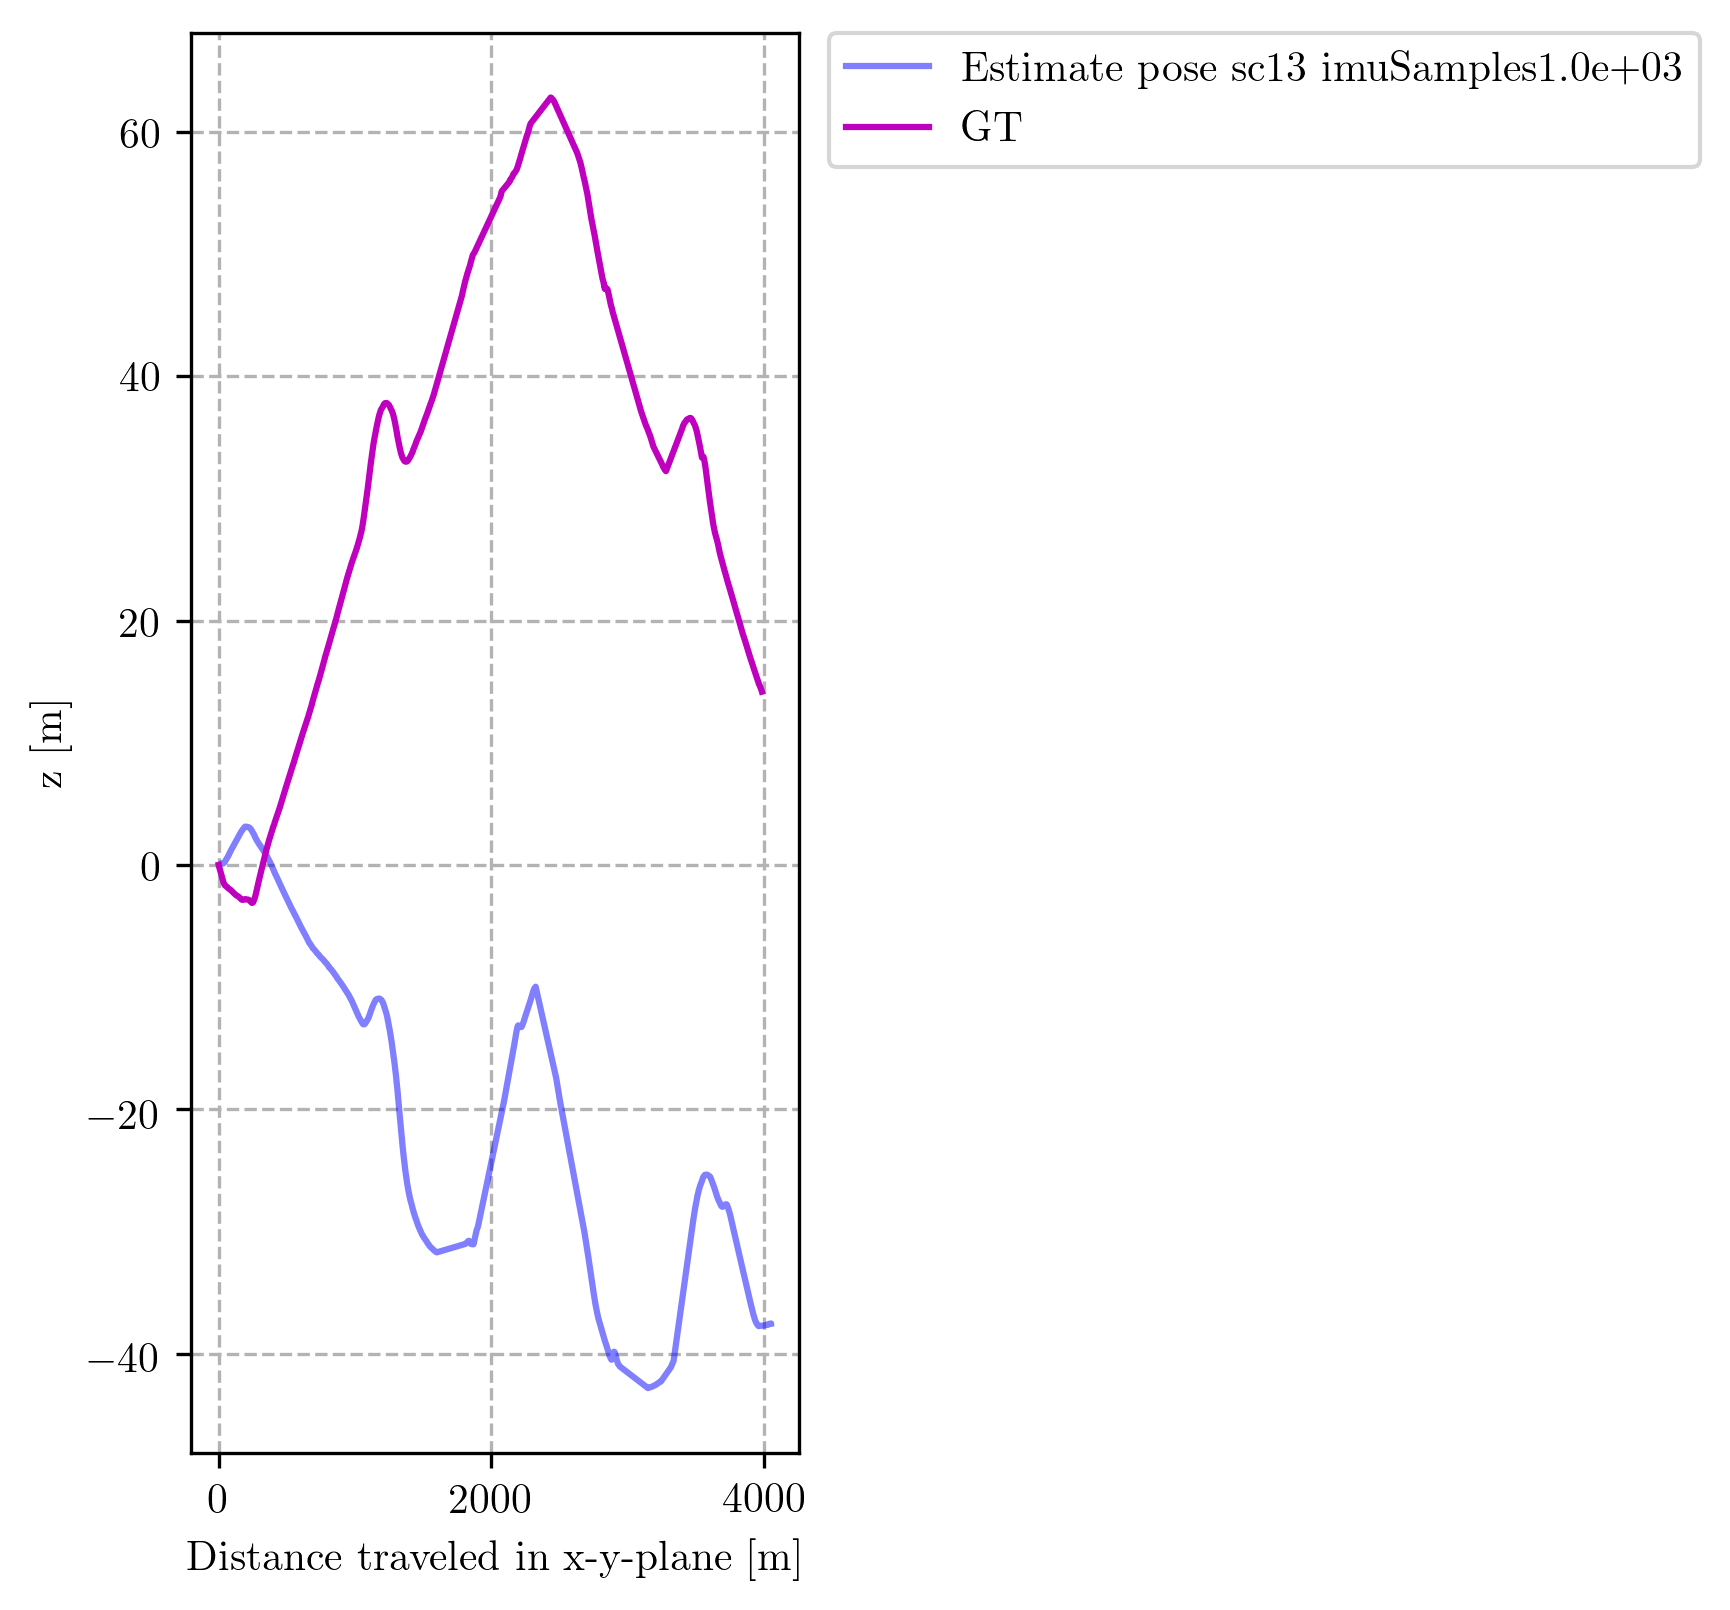 Estimate pose sc13 imuSamples1.0e+03
GT
60
40
20
0
−20
−40
z [m]
0 2000 4000
Distance traveled in x-y-plane [m]